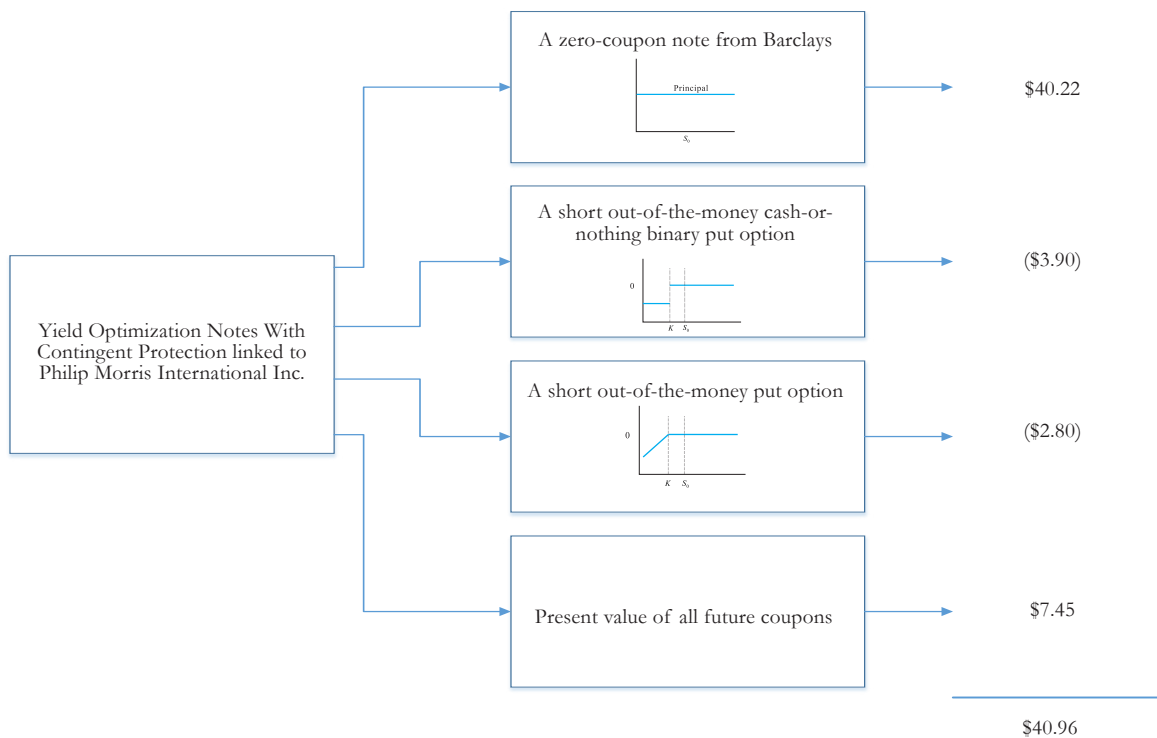 A zero-coupon note from Barclays
Principal
S0
$40.22
A short out-of-the-money cash-or-
nothing binary put option
0
K S0
($3.90)
Yield Optimization Notes With
Contingent Protection linked to
Philip Morris International Inc.
A short out-of-the-money put option
0
K S0
($2.80)
Present value of all future coupons
$7.45
$40.96